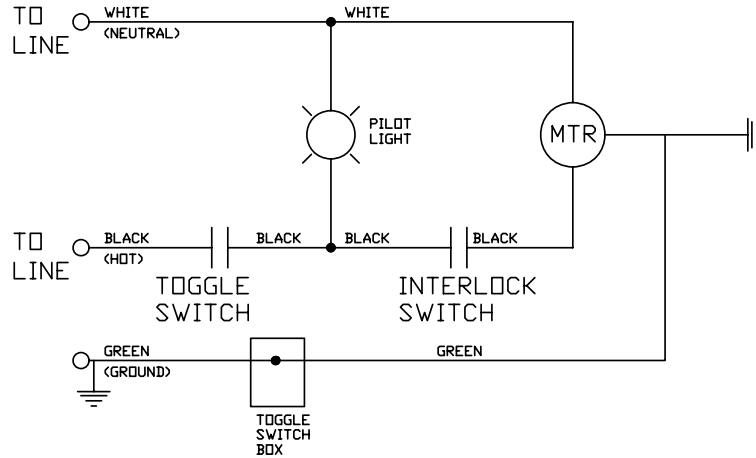 TO
LINE
WHITE
(NEUTRAL)
WHITE
PILOT
LIGHT
MTR
TO
LINE
BLACK
(HOT)
BLACK
BLACK
BLACK
TOGGLE
SWITCH
INTERLOCK
SWITCH
GREEN
(GROUND)
GREEN
TOGGLE
SWITCH
BOX